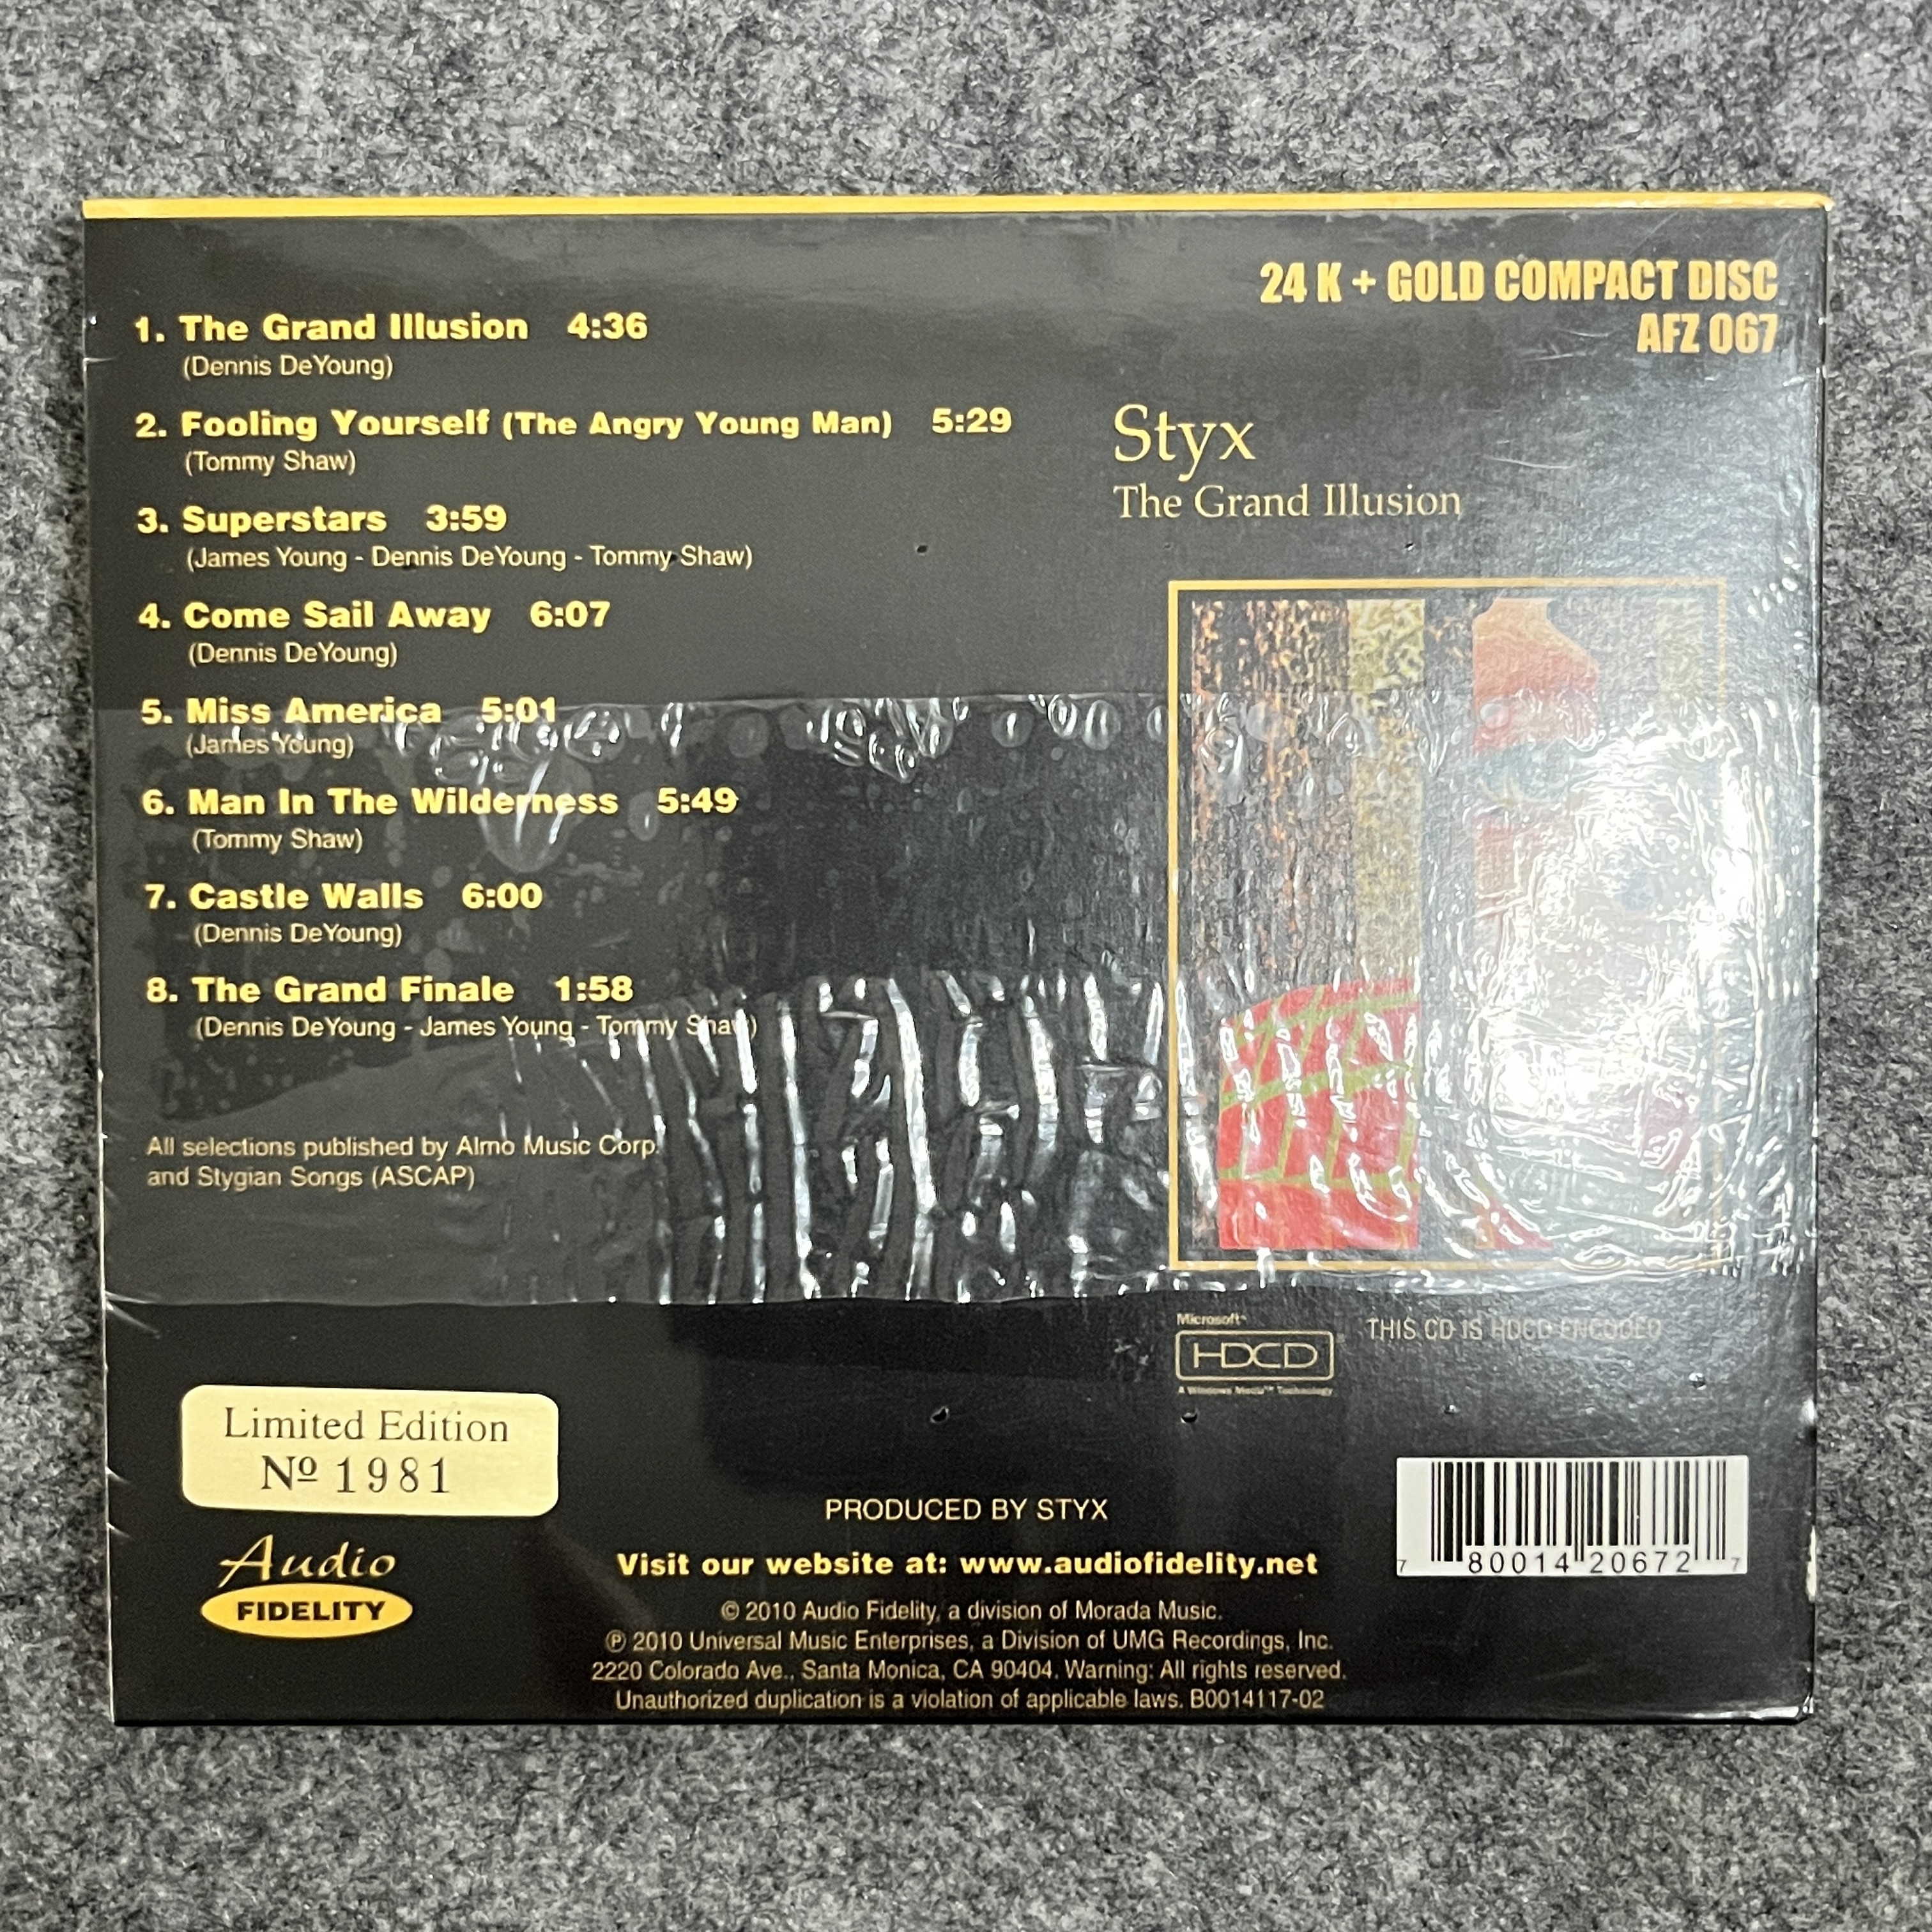 24 K + GOLD COMPACT DISC
AFZ 067
1. The Grand Illusion 4:36
(Dennis DeYoung)
2. Fooling Yourself (The Angry Young Man) 5:29
(Tommy Shaw)
3. Superstars 3:59
(James Young - Dennis DeYoung - Tommy Shaw)
4. Come Sail Away 6:07
(Dennis DeYoung)
5. Miss America 5:01
(James Young)
6. Man In The Wilderness 5:49
(Tommy Shaw)
7. Castle Walls 6:00
(Dennis DeYoung)
8. The Grand Finale 1:58
(Dennis DeYoung - James Young - Tommy Shaw)
All selections published by Almo Music Corp.
and Stygian Songs (ASCAP)
Styx
The Grand Illusion
Microsoft
HDCD
A Windows Media™ Technology
THIS CD IS HDCD ENCODED
Limited Edition
Nº 1981
Audio
FIDELITY
PRODUCED BY STYX
Visit our website at: www.audiofidelity.net
© 2010 Audio Fidelity, a division of Morada Music.
℗ 2010 Universal Music Enterprises, a Division of UMG Recordings, Inc.
2220 Colorado Ave., Santa Monica, CA 90404. Warning: All rights reserved.
Unauthorized duplication is a violation of applicable laws. B0014117-02
7 80014 20672 7